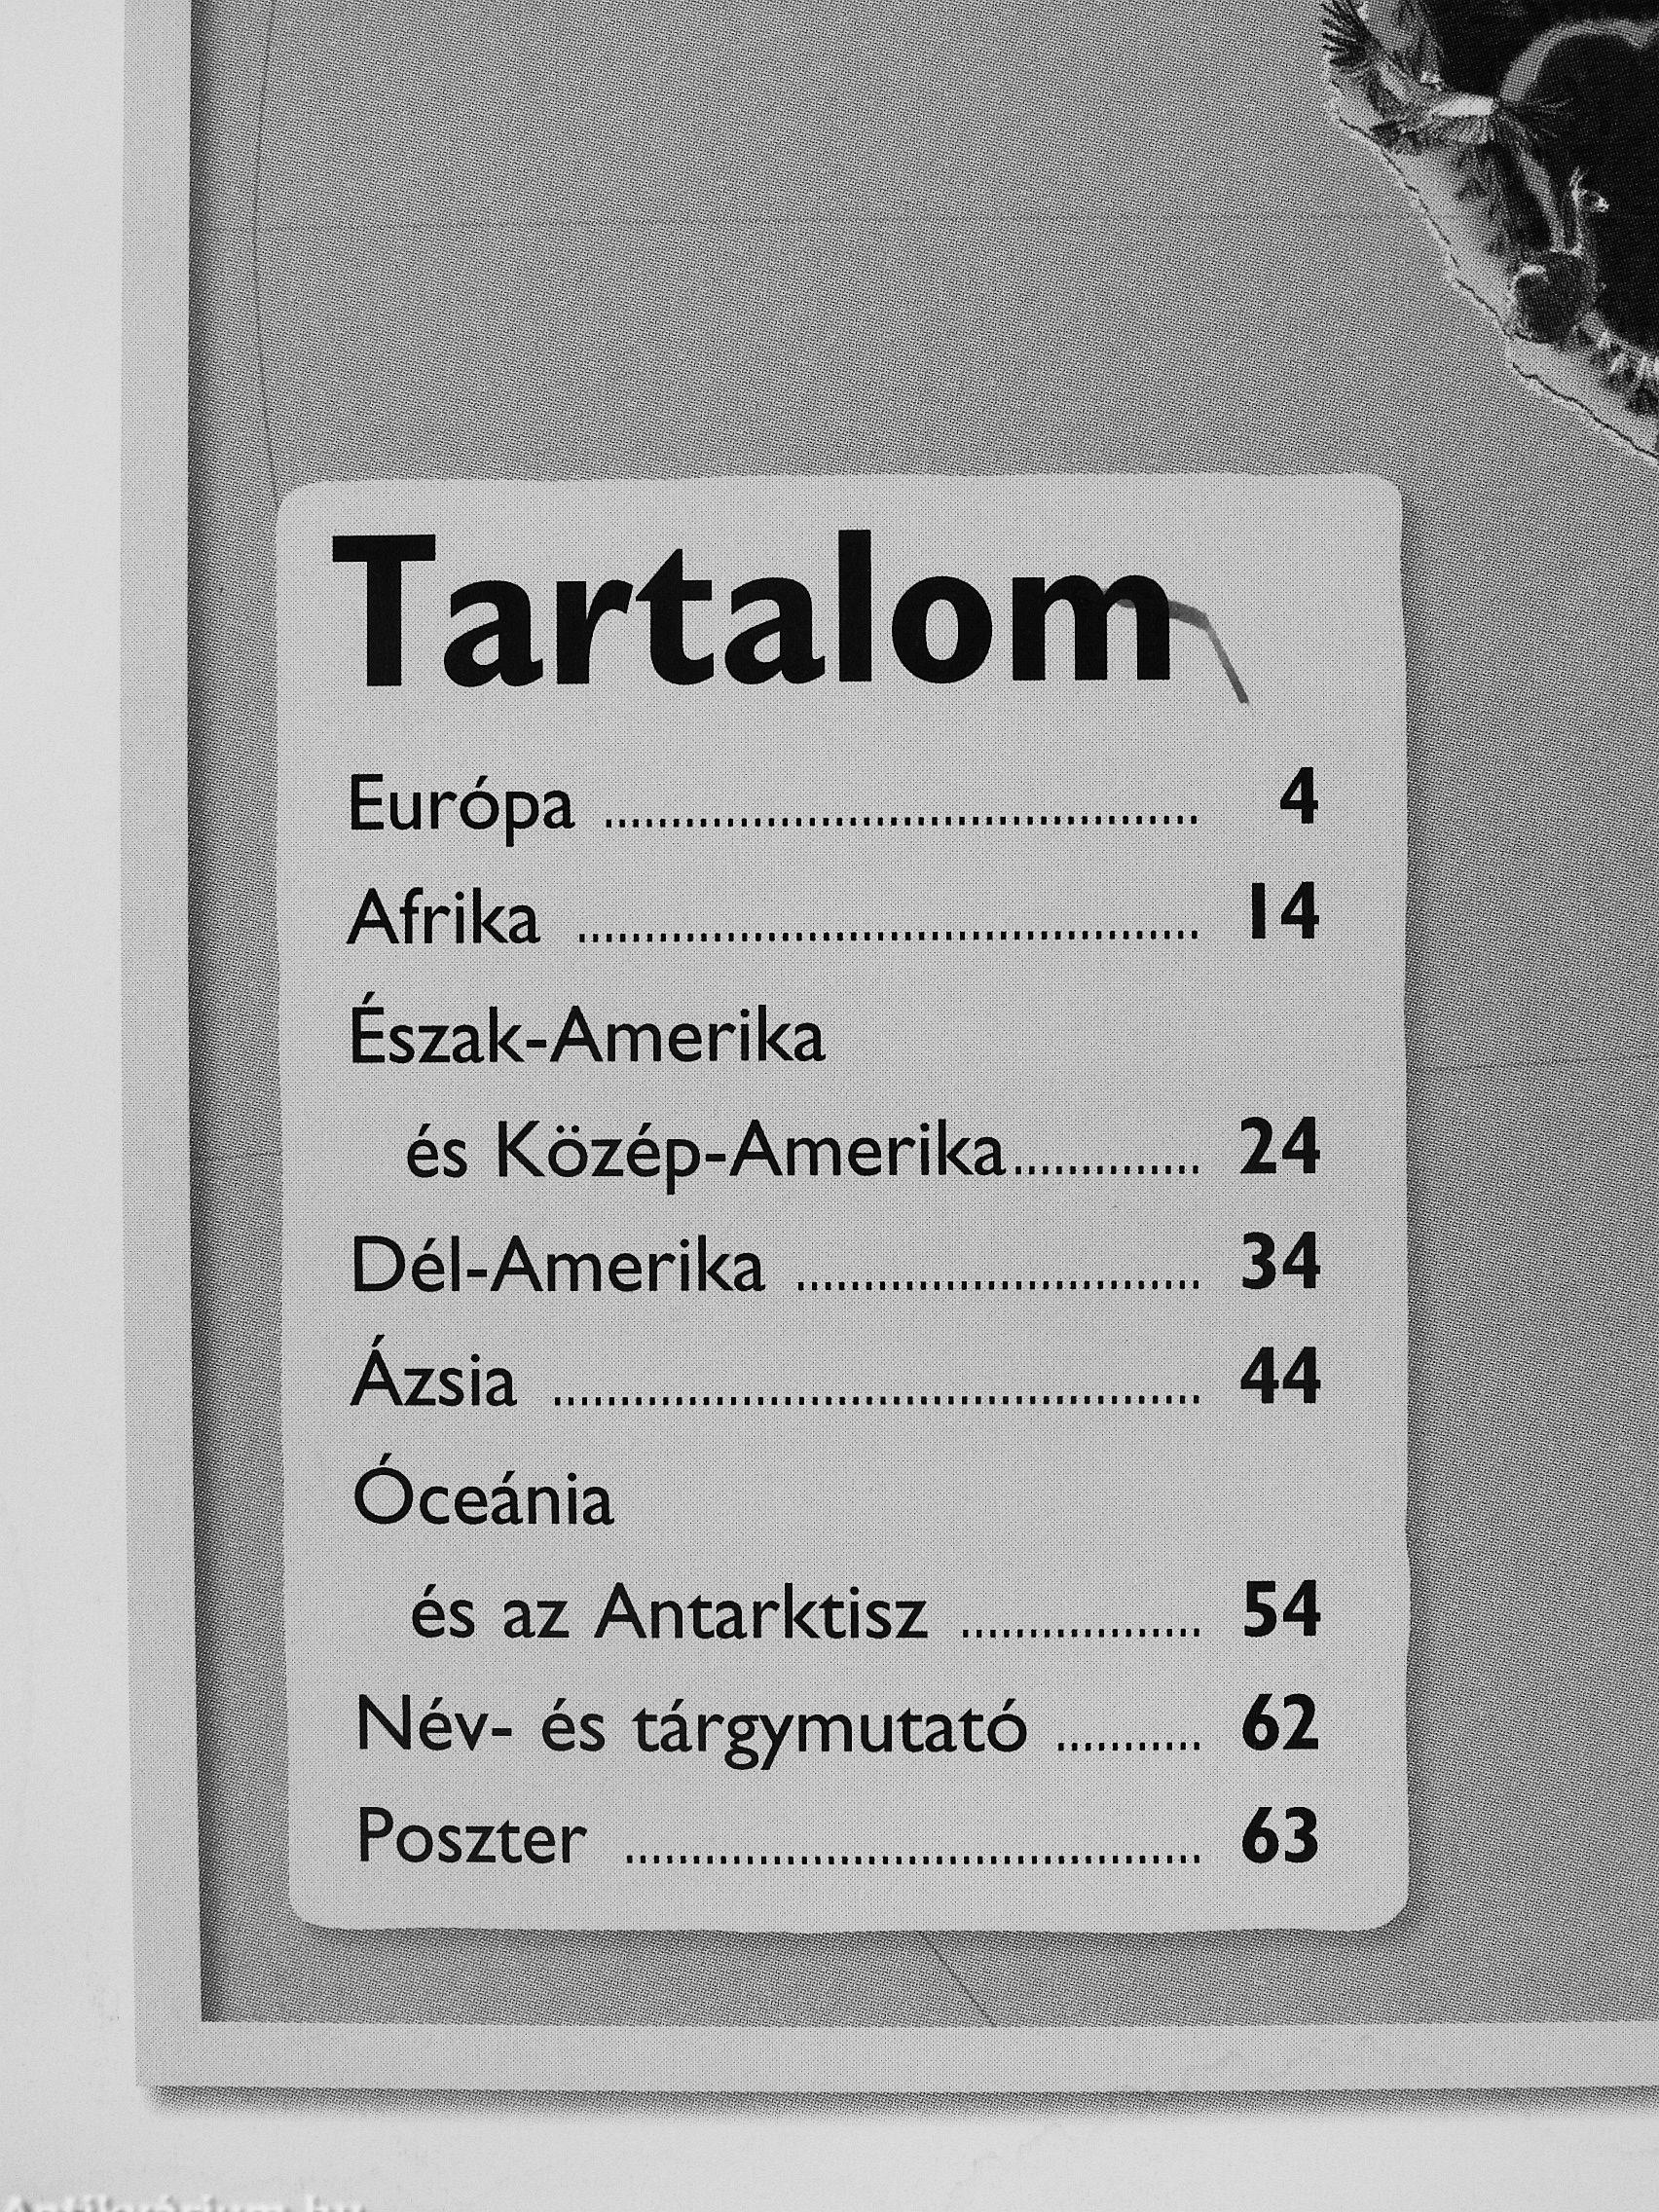 Tartalom
Európa ........ 4
Afrika ........ 14
Észak-Amerika
és Közép-Amerika ........ 24
Dél-Amerika ........ 34
Ázsia ........ 44
Óceánia
és az Antarktisz ........ 54
Név- és tárgymutató ........ 62
Poszter ........ 63